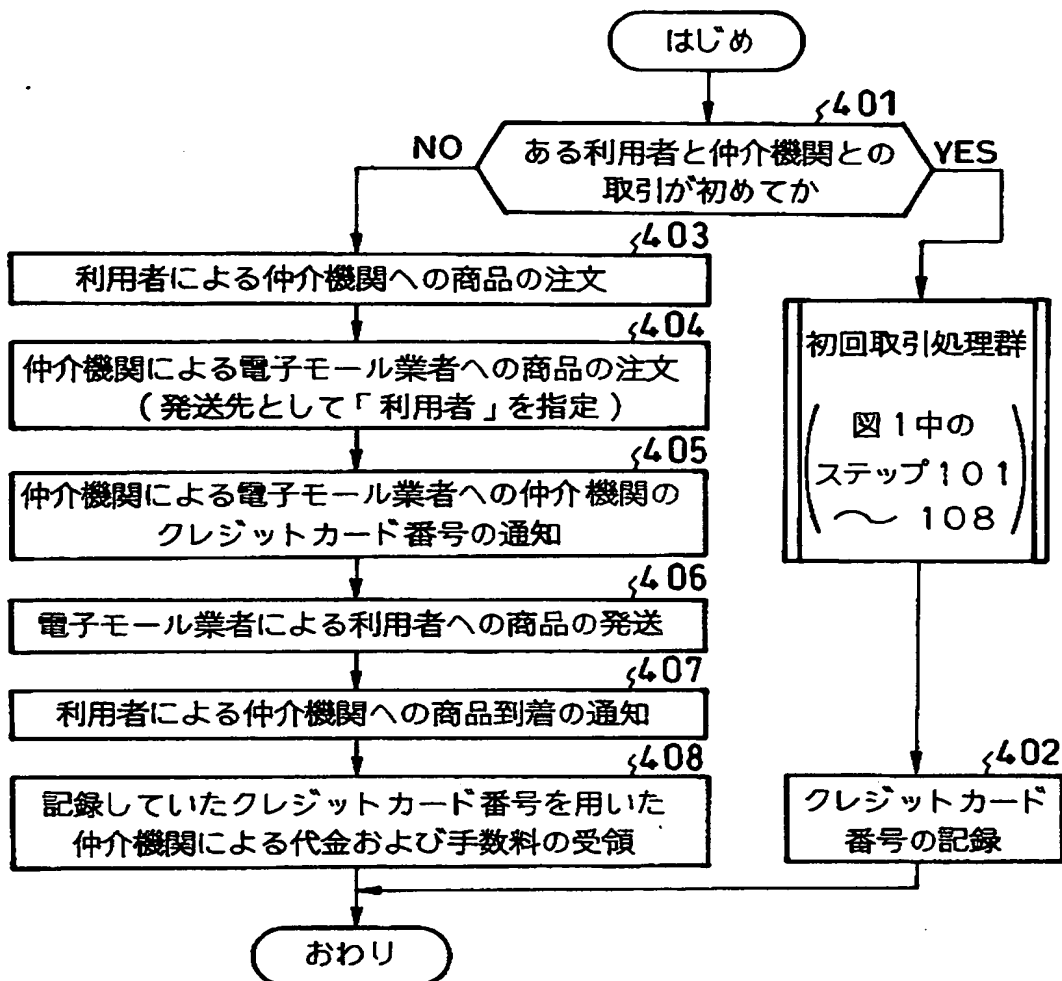 はじめ
401
ある利用者と仲介機関との
取引が初めてか
NO
YES
403
利用者による仲介機関への商品の注文
404
仲介機関による電子モール業者への商品の注文
(発送先として「利用者」を指定)
405
仲介機関による電子モール業者への仲介機関の
クレジットカード番号の通知
406
電子モール業者による利用者への商品の発送
407
利用者による仲介機関への商品到着の通知
408
記録していたクレジットカード番号を用いた
仲介機関による代金および手数料の受領
初回取引処理群
図1中の
ステップ101
〜 108
402
クレジットカード
番号の記録
おわり